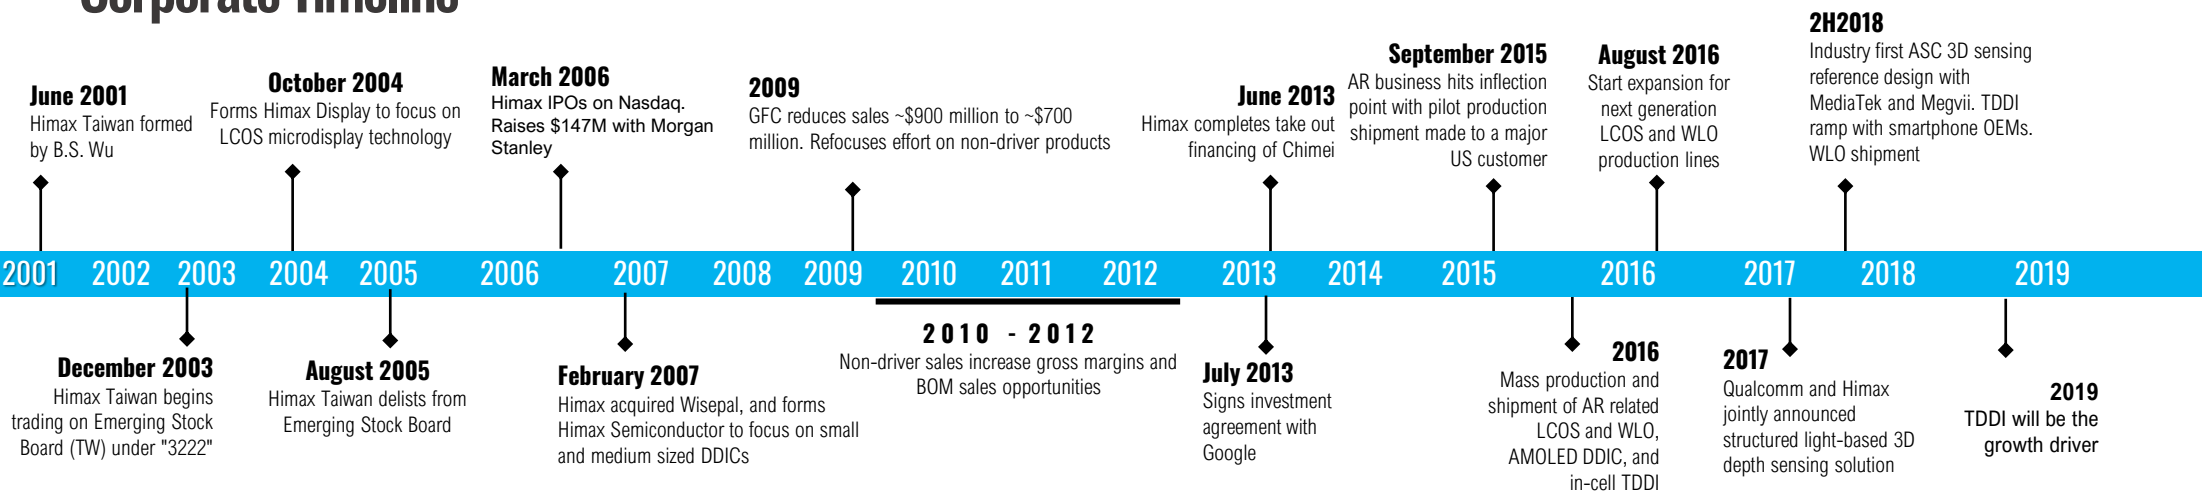 Corporate Timeline
June 2001
Himax Taiwan formed
by B.S. Wu
October 2004
Forms Himax Display to focus on
LCOS microdisplay technology
March 2006
Himax IPOs on Nasdaq.
Raises $147M with Morgan
Stanley
2009
GFC reduces sales ~$900 million to ~$700
million. Refocuses effort on non-driver products
June 2013
Himax completes take out
financing of Chimei
September 2015
AR business hits inflection
point with pilot production
shipment made to a major
US customer
August 2016
Start expansion for
next generation
LCOS and WLO
production lines
2H2018
Industry first ASC 3D sensing
reference design with
MediaTek and Megvii. TDDI
ramp with smartphone OEMs.
WLO shipment
2001 2002 2003 2004 2005 2006 2007 2008 2009 2010 2011 2012 2013 2014 2015 2016 2017 2018 2019
December 2003
Himax Taiwan begins
trading on Emerging Stock
Board (TW) under "3222"
August 2005
Himax Taiwan delists from
Emerging Stock Board
February 2007
Himax acquired Wisepal, and forms
Himax Semiconductor to focus on small
and medium sized DDICs
2010 - 2012
Non-driver sales increase gross margins and
BOM sales opportunities
July 2013
Signs investment
agreement with
Google
2016
Mass production and
shipment of AR related
LCOS and WLO,
AMOLED DDIC, and
in-cell TDDI
2017
Qualcomm and Himax
jointly announced
structured light-based 3D
depth sensing solution
2019
TDDI will be the
growth driver